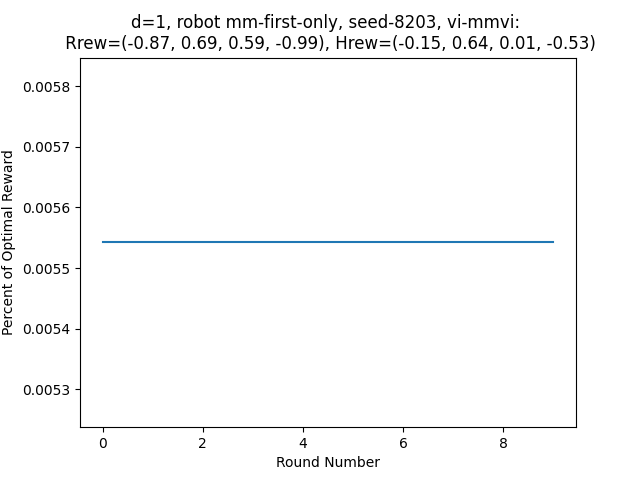 d=1, robot mm-first-only, seed-8203, vi-mmvi:
Rrew=(-0.87, 0.69, 0.59, -0.99), Hrew=(-0.15, 0.64, 0.01, -0.53)
0.0058
0.0057
0.0056
0.0055
0.0054
0.0053
Percent of Optimal Reward
0 2 4 6 8
Round Number